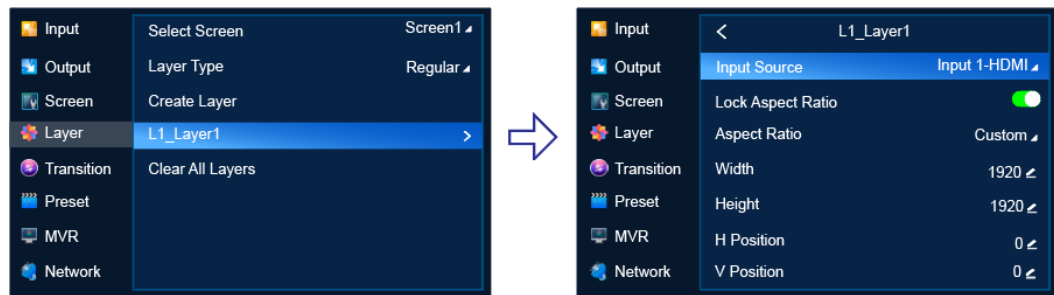 Input
Output
Screen
Layer
Transition
Preset
MVR
Network
Select Screen Screen1
Layer Type Regular
Create Layer
L1_Layer1 >
Clear All Layers
Input
Output
Screen
Layer
Transition
Preset
MVR
Network
< L1_Layer1
Input Source Input 1-HDMI
Lock Aspect Ratio
Aspect Ratio Custom
Width 1920
Height 1920
H Position 0
V Position 0